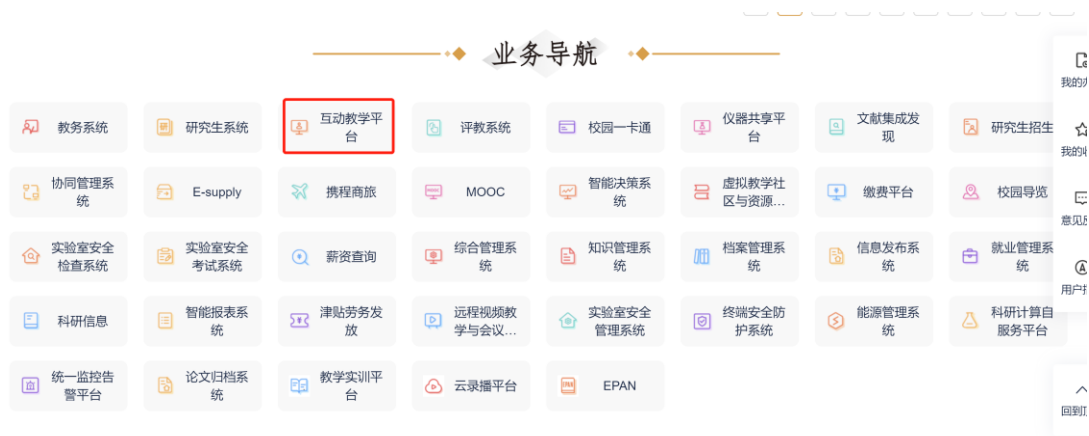 业务导航
教务系统
研究生系统
互动教学平
台
评教系统
校园一卡通
仪器共享平
台
文献集成发
现
研究生招生
协同管理系
统
E-supply
携程商旅
MOOC
智能决策系
统
虚拟教学社
区与资源...
缴费平台
校园导览
实验室安全
检查系统
实验室安全
考试系统
薪资查询
综合管理系
统
知识管理系
统
档案管理系
统
信息发布系
统
就业管理系
统
科研信息
智能报表系
统
津贴劳务发
放
远程视频教
学与会议...
实验室安全
管理系统
终端安全防
护系统
能源管理系
统
科研计算自
服务平台
统一监控告
警平台
论文归档系
统
教学实训平
台
云录播平台
EPAN
我的
我的
意见
用户
回到